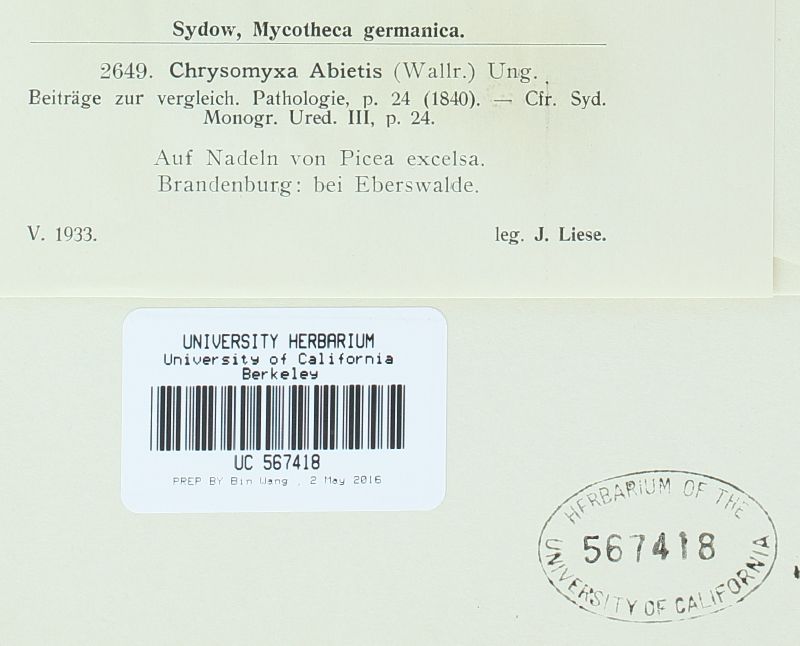 Sydow, Mycotheca germanica.
2649. Chrysomyxa Abietis (Wallr.) Ung.
Beiträge zur vergleich. Pathologie, p. 24 (1840). — Cfr. Syd.
Monogr. Ured. III, p. 24.
Auf Nadeln von Picea excelsa.
Brandenburg: bei Eberswalde.
V. 1933. leg. J. Liese.
UNIVERSITY HERBARIUM
University of California
Berkeley
UC 567418
PREP BY Bin Wang , 2 May 2016
HERBARIUM OF THE
567418
UNIVERSITY OF CALIFORNIA